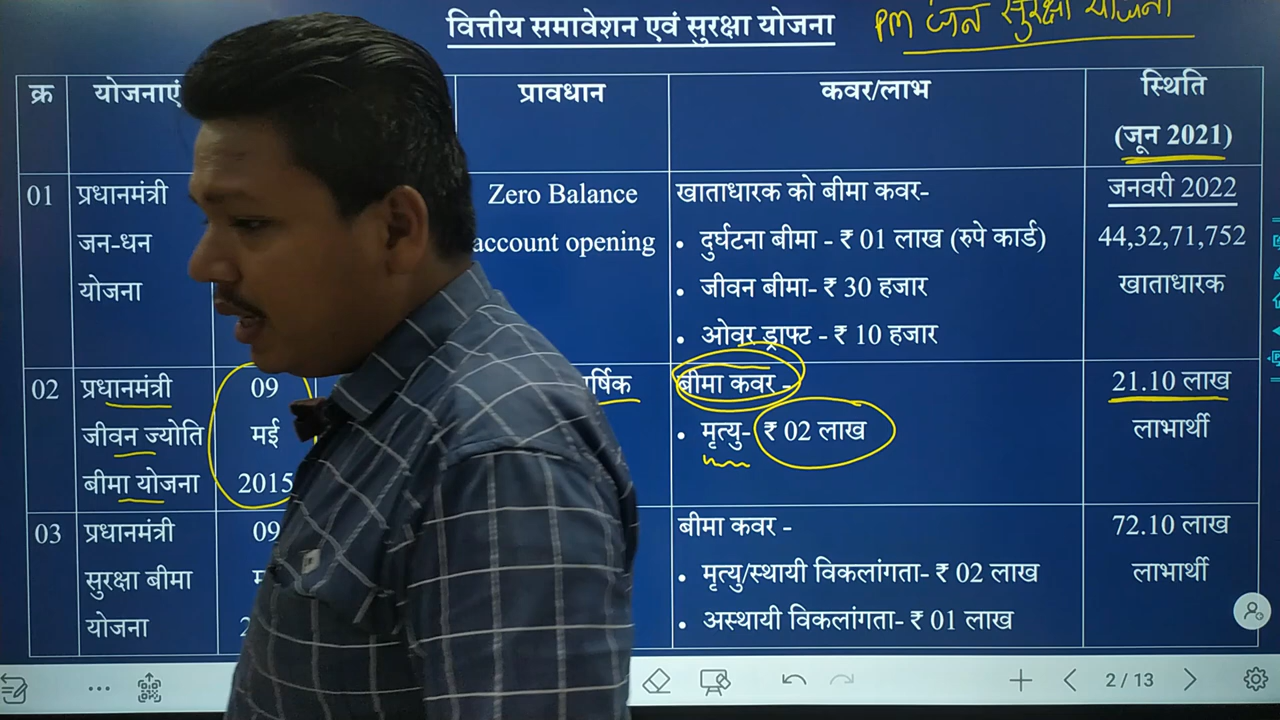 वित्तीय समावेशन एवं सुरक्षा योजना
PM जन सुरक्षा योजना
क्र योजनाएं प्रावधान कवर/लाभ स्थिति
(जून 2021)
01 प्रधानमंत्री Zero Balance खाताधारक को बीमा कवर- जनवरी 2022
जन-धन account opening • दुर्घटना बीमा - ₹ 01 लाख (रुपे कार्ड) 44,32,71,752
योजना • जीवन बीमा- ₹ 30 हजार खाताधारक
• ओवर ड्राफ्ट - ₹ 10 हजार
02 प्रधानमंत्री 09 बीमा कवर - 21.10 लाख
जीवन ज्योति मई • मृत्यु- ₹ 02 लाख लाभार्थी
बीमा योजना 2015
03 प्रधानमंत्री 09 बीमा कवर - 72.10 लाख
सुरक्षा बीमा • मृत्यु/स्थायी विकलांगता- ₹ 02 लाख लाभार्थी
योजना • अस्थायी विकलांगता- ₹ 01 लाख
2 / 13